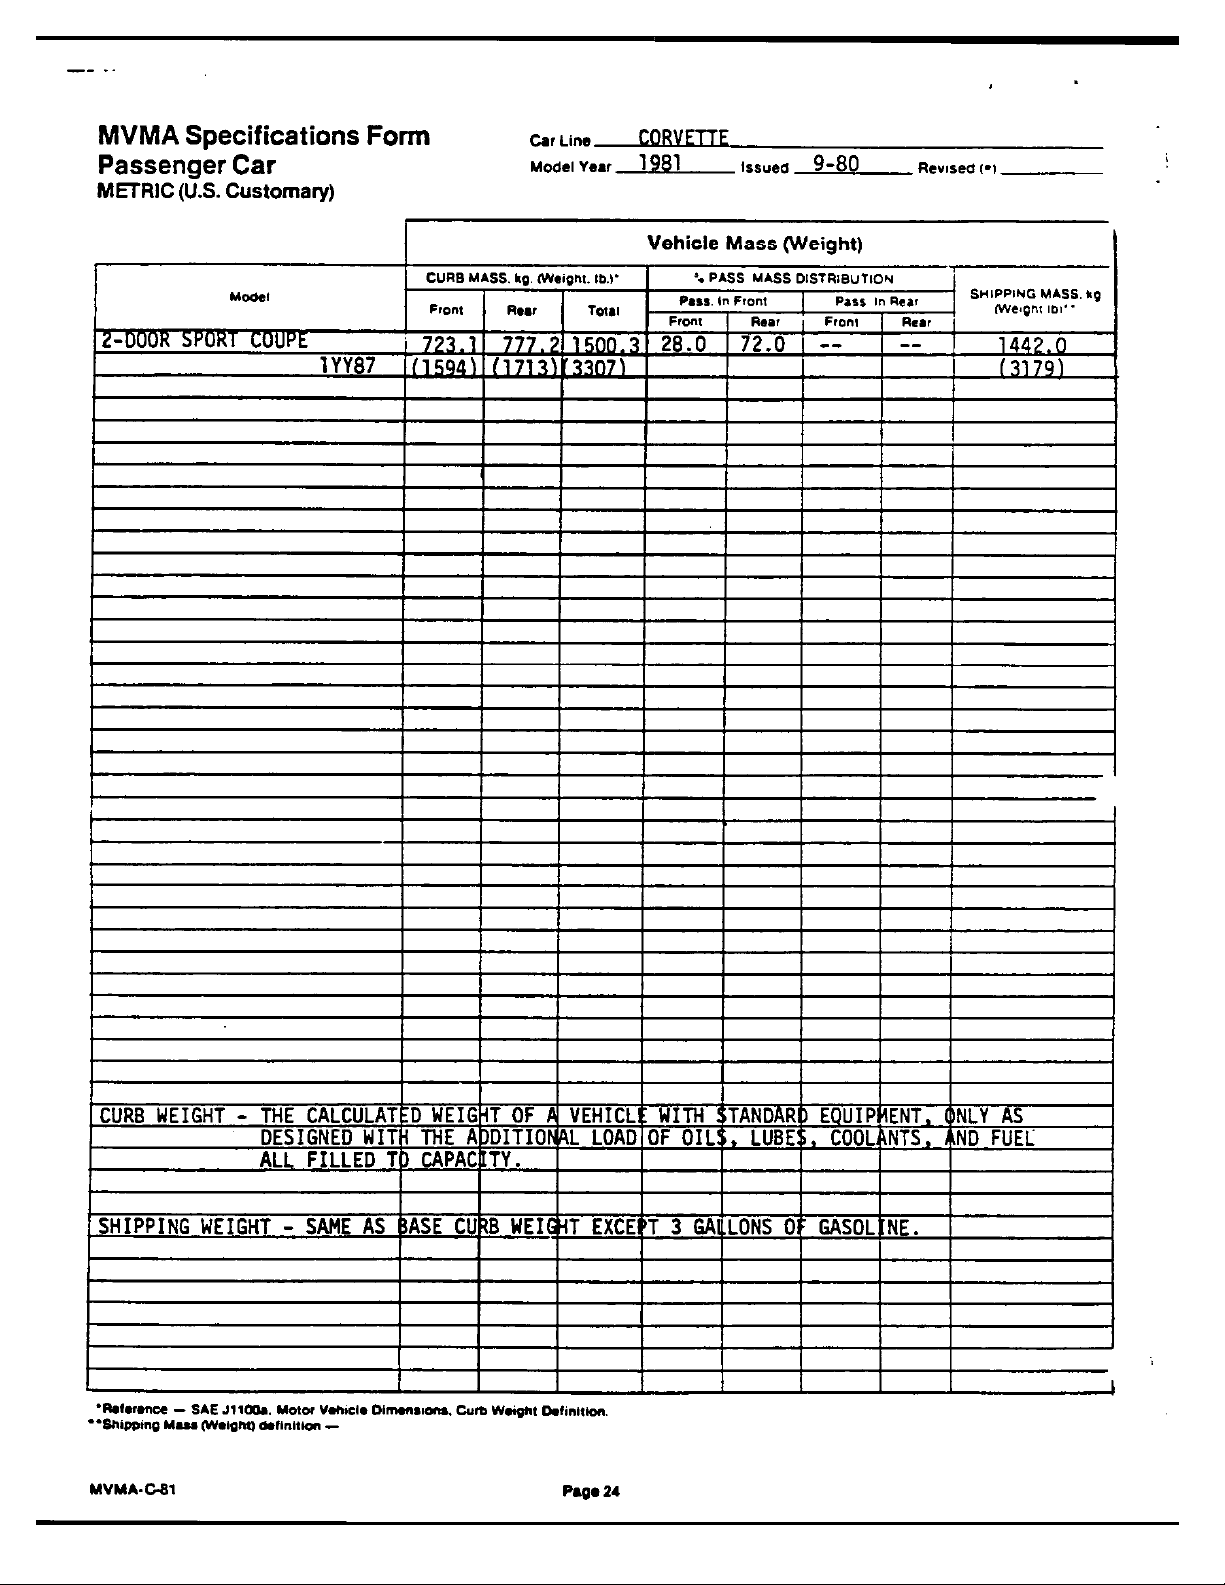 MVMA Specifications Form
Passenger Car
METRIC (U.S. Customary)
Car Line CORVETTE
Model Year 1981 Issued 9-80 Revised (•)
Vehicle Mass (Weight)
CURB MASS, kg. (Weight, lb.)* % PASS MASS DISTRIBUTION
Model Front Rear Total Pass. In Front Pass In Rear SHIPPING MASS, kg (Weight lb)**
Front Rear Front Rear
2-DOOR SPORT COUPE 723.1 777.2 1500.3 28.0 72.0 -- -- 1442.0
1YY87 (1594) (1713) (3307) (3179)
CURB WEIGHT - THE CALCULATED WEIGHT OF A VEHICLE WITH STANDARD EQUIPMENT, ONLY AS
DESIGNED WITH THE ADDITIONAL LOAD OF OILS, LUBES, COOLANTS, AND FUEL
ALL FILLED TO CAPACITY.
SHIPPING WEIGHT - SAME AS BASE CURB WEIGHT EXCEPT 3 GALLONS OF GASOLINE.
*Reference — SAE J1100a, Motor Vehicle Dimensions, Curb Weight Definition.
**Shipping Mass (Weight) definition —
MVMA-C-81 Page 24